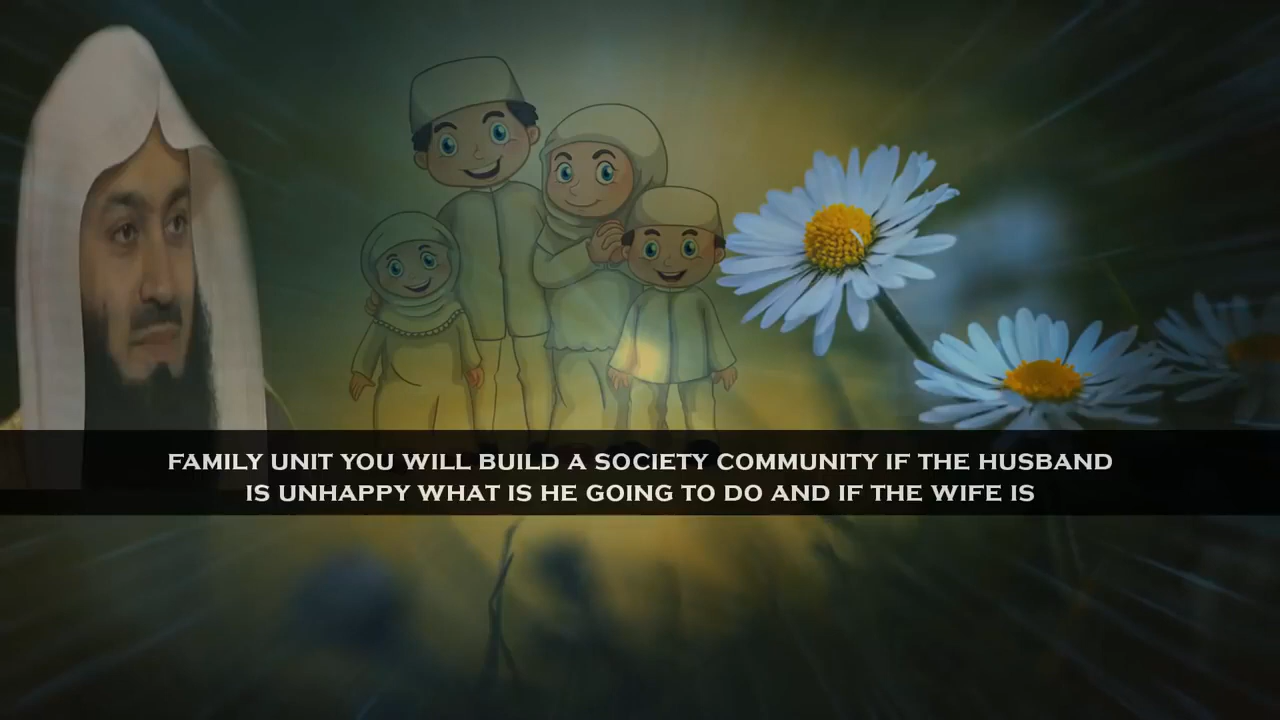 FAMILY UNIT YOU WILL BUILD A SOCIETY COMMUNITY IF THE HUSBAND
IS UNHAPPY WHAT IS HE GOING TO DO AND IF THE WIFE IS